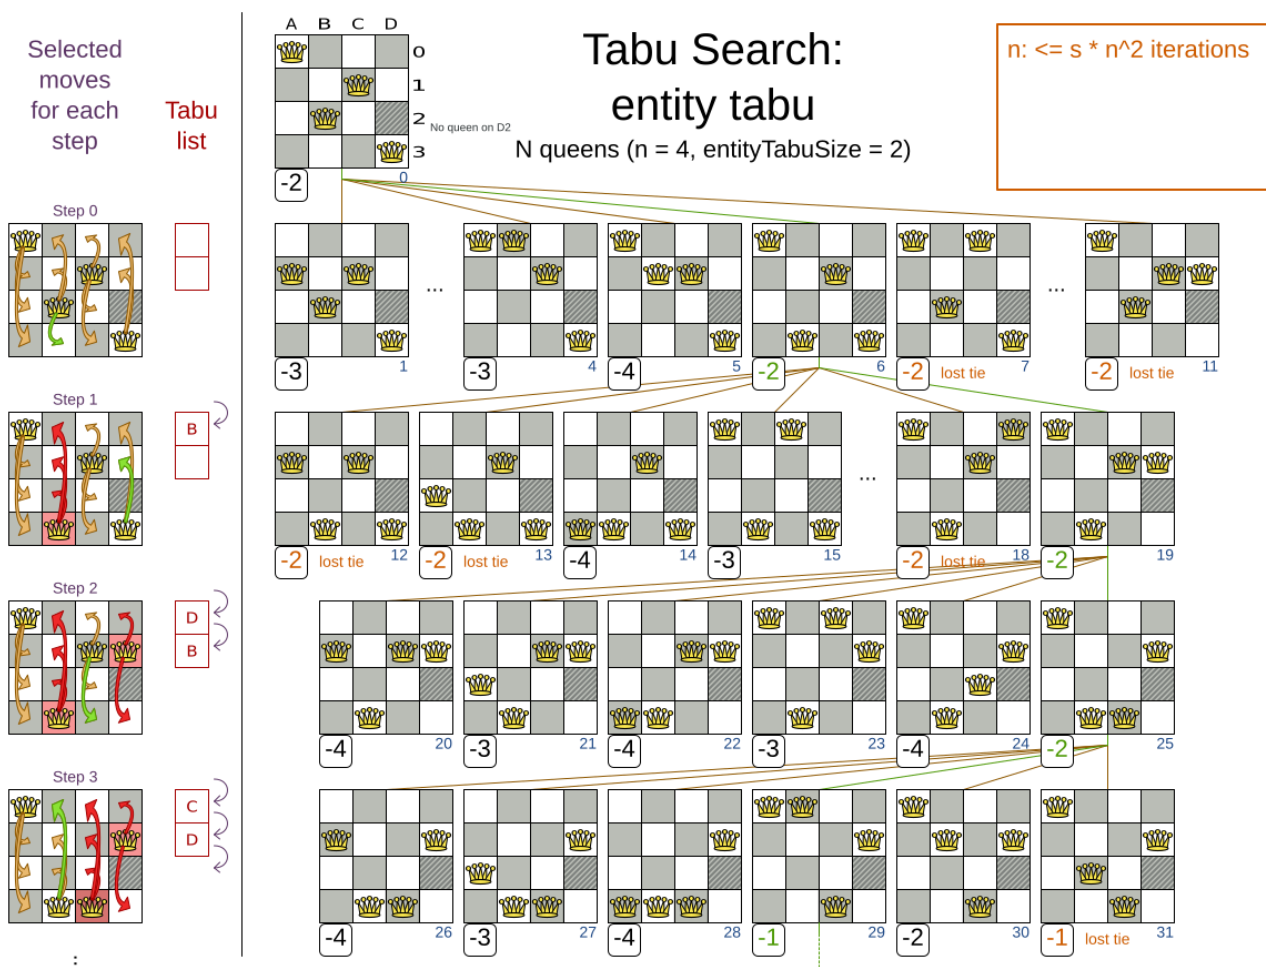 Selected
moves
for each
step
Tabu
list
A B C D
0
1
2
3
No queen on D2
-2
0
Tabu Search:
entity tabu
N queens (n = 4, entityTabuSize = 2)
n: <= s * n^2 iterations
Step 0
...
...
-3 1
-3 4
-4 5
-2 6
-2 lost tie 7
-2 lost tie 11
Step 1
B
...
-2 lost tie 12
-2 lost tie 13
-4 14
-3 15
-2 lost tie 18
-2 19
Step 2
D
B
-4 20
-3 21
-4 22
-3 23
-4 24
-2 25
Step 3
C
D
-4 26
-3 27
-4 28
-1 29
-2 30
-1 lost tie 31
: